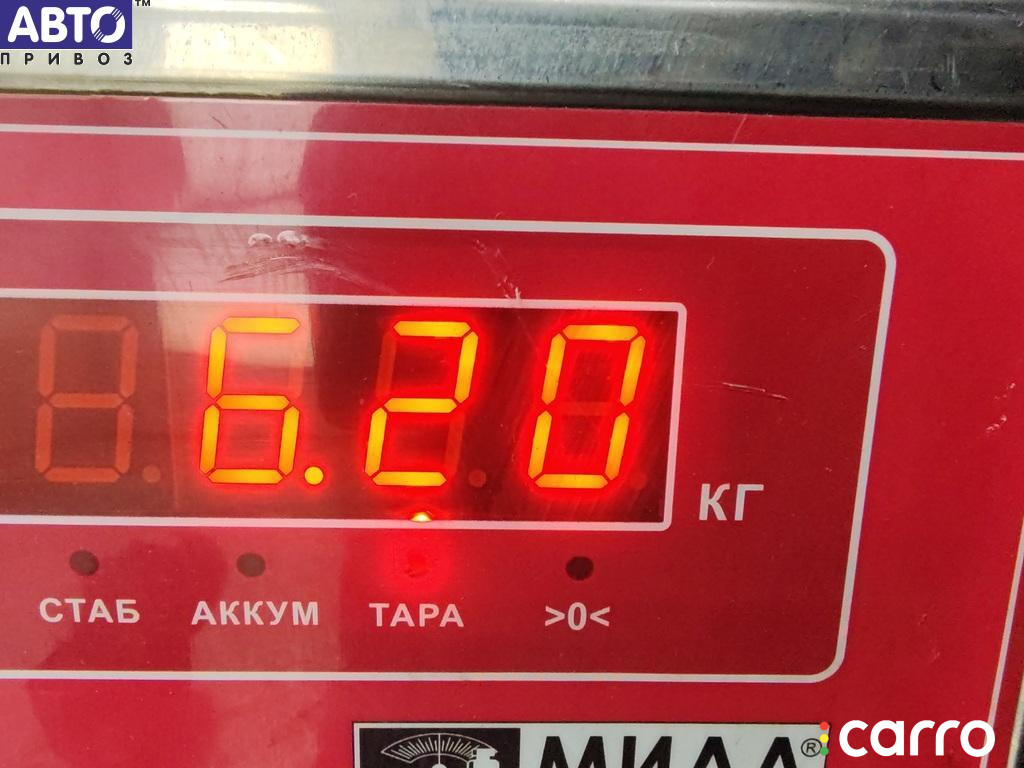 АВТО™
ПРИВОЗ
6.20
КГ
СТАБ АККУМ ТАРА >0<
®
carro